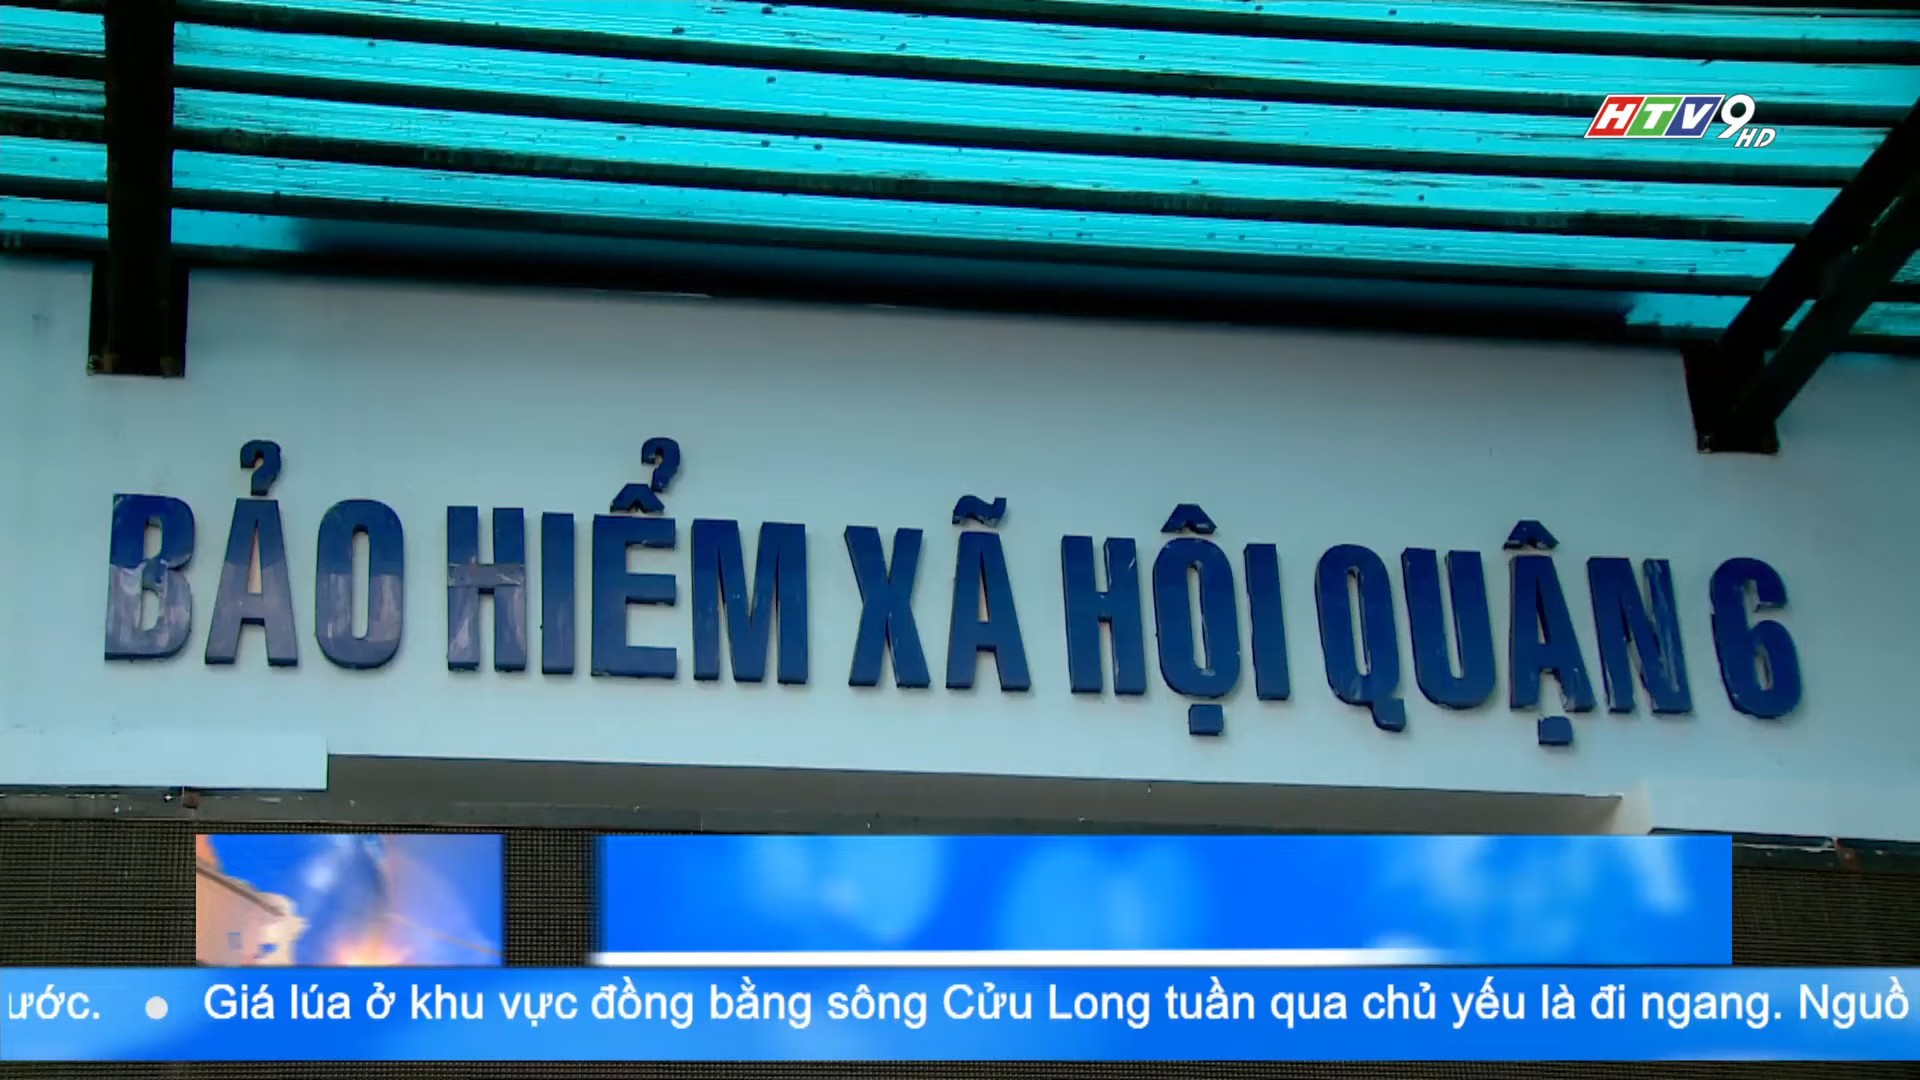 HTV9
HD
BẢO HIỂM XÃ HỘI QUẬN 6
ước. • Giá lúa ở khu vực đồng bằng sông Cửu Long tuần qua chủ yếu là đi ngang. Nguồ